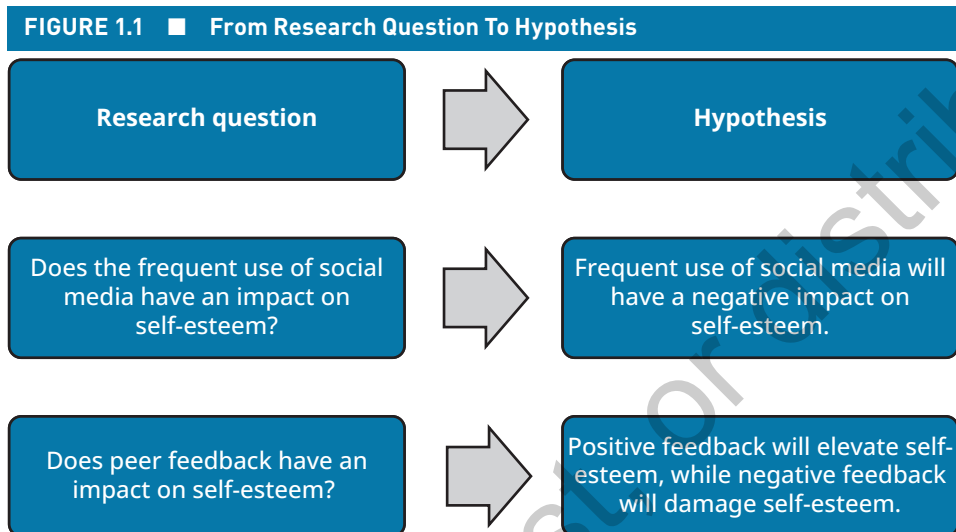 FIGURE 1.1 ■ From Research Question To Hypothesis
Research question
Hypothesis
Does the frequent use of social
media have an impact on
self-esteem?
Frequent use of social media will
have a negative impact on
self-esteem.
Does peer feedback have an
impact on self-esteem?
Positive feedback will elevate self-
esteem, while negative feedback
will damage self-esteem.
or